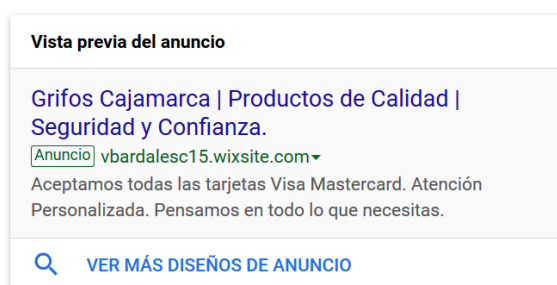 Vista previa del anuncio
Grifos Cajamarca | Productos de Calidad |
Seguridad y Confianza.
Anuncio vbardalesc15.wixsite.com
Aceptamos todas las tarjetas Visa Mastercard. Atención
Personalizada. Pensamos en todo lo que necesitas.
VER MÁS DISEÑOS DE ANUNCIO